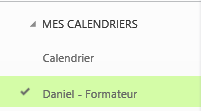 MES CALENDRIERS
Calendrier
Daniel - Formateur